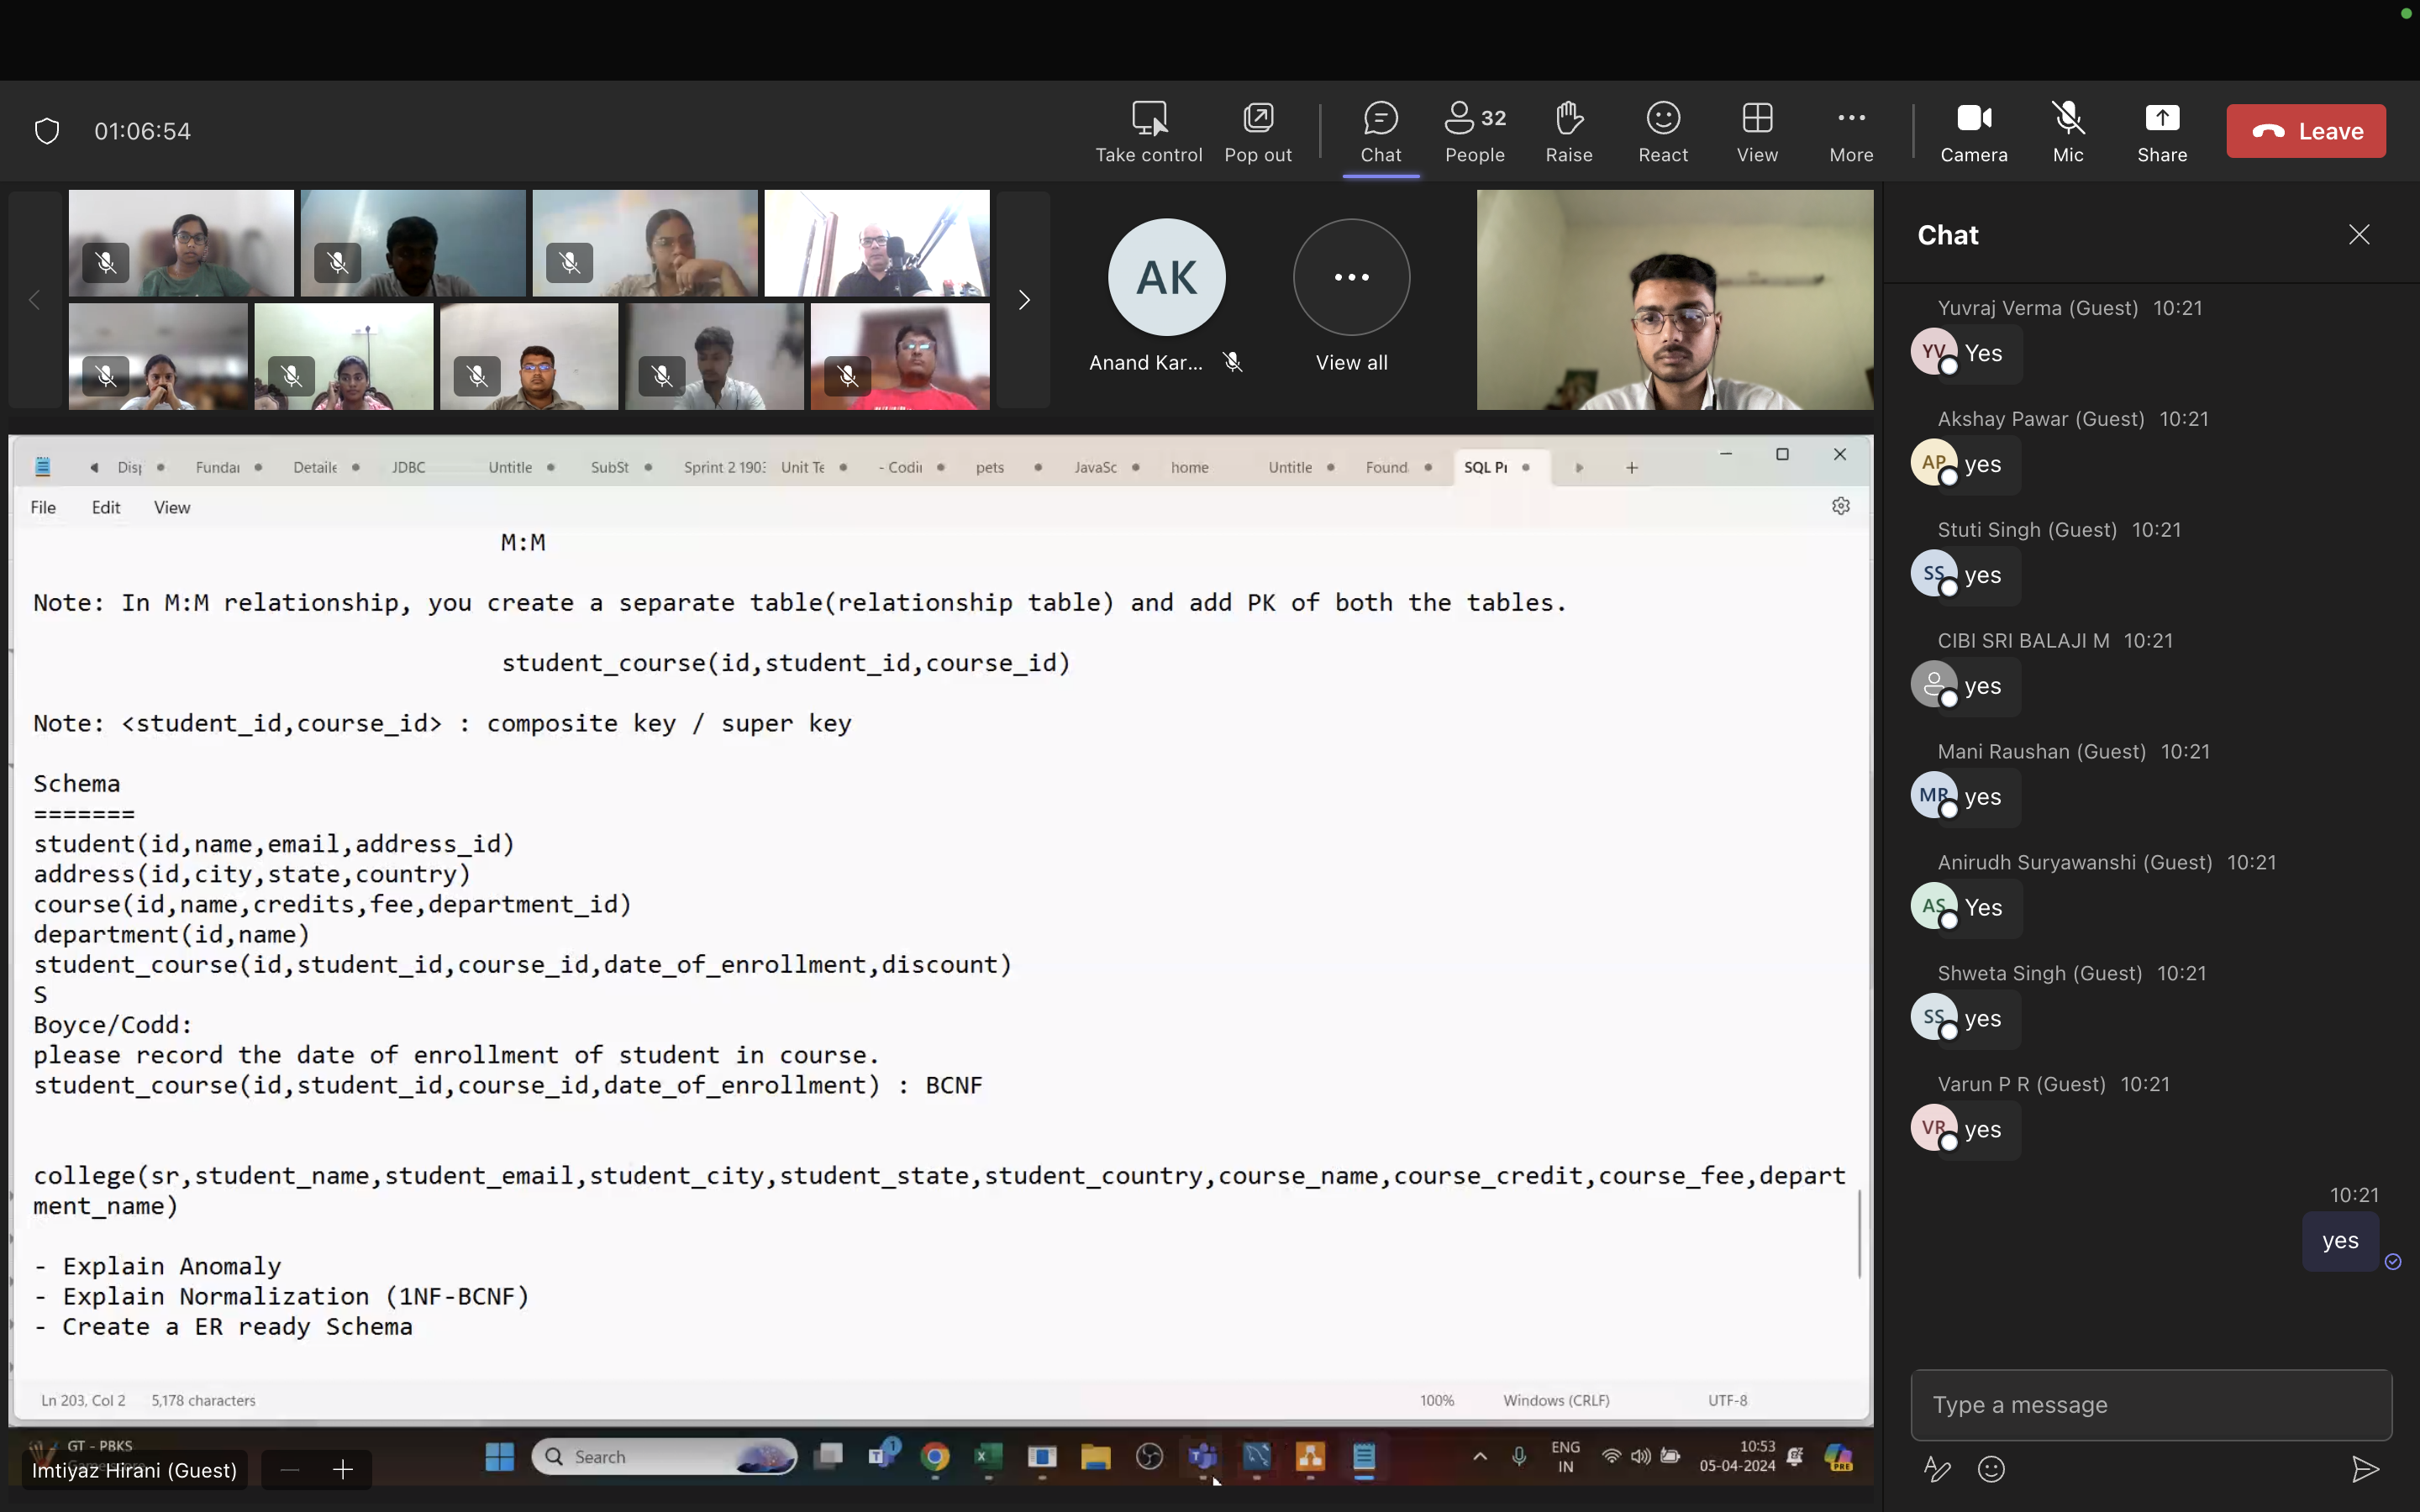 01:06:54
Take control
Pop out
Chat
32
People
Raise
React
View
More
Camera
Mic
Share
Leave
AK
Anand Kar...
View all
Fundar
Detaile
JDBC
Untitle
SubSt
Sprint 2 1903
Unit Te
- Codin
pets
JavaSc
home
Untitle
Found
SQL Pr
File
Edit
View
M:M
Note: In M:M relationship, you create a separate table(relationship table) and add PK of both the tables.
student_course(id,student_id,course_id)
Note: <student_id,course_id> : composite key / super key
Schema
=======
student(id,name,email,address_id)
address(id,city,state,country)
course(id,name,credits,fee,department_id)
department(id,name)
student_course(id,student_id,course_id,date_of_enrollment,discount)
S
Boyce/Codd:
please record the date of enrollment of student in course.
student_course(id,student_id,course_id,date_of_enrollment) : BCNF
college(sr,student_name,student_email,student_city,student_state,student_country,course_name,course_credit,course_fee,depart
ment_name)
- Explain Anomaly
- Explain Normalization (1NF-BCNF)
- Create a ER ready Schema
Ln 203, Col 2
5,178 characters
100%
Windows (CRLF)
UTF-8
GT - PBKS
Imtiyaz Hirani (Guest)
Search
1
ENG
IN
10:53
05-04-2024
PRE
Chat
Yuvraj Verma (Guest) 10:21
YV
Yes
Akshay Pawar (Guest) 10:21
AP
yes
Stuti Singh (Guest) 10:21
SS
yes
CIBI SRI BALAJI M 10:21
yes
Mani Raushan (Guest) 10:21
MR
yes
Anirudh Suryawanshi (Guest) 10:21
AS
Yes
Shweta Singh (Guest) 10:21
SS
yes
Varun P R (Guest) 10:21
VR
yes
10:21
yes
Type a message